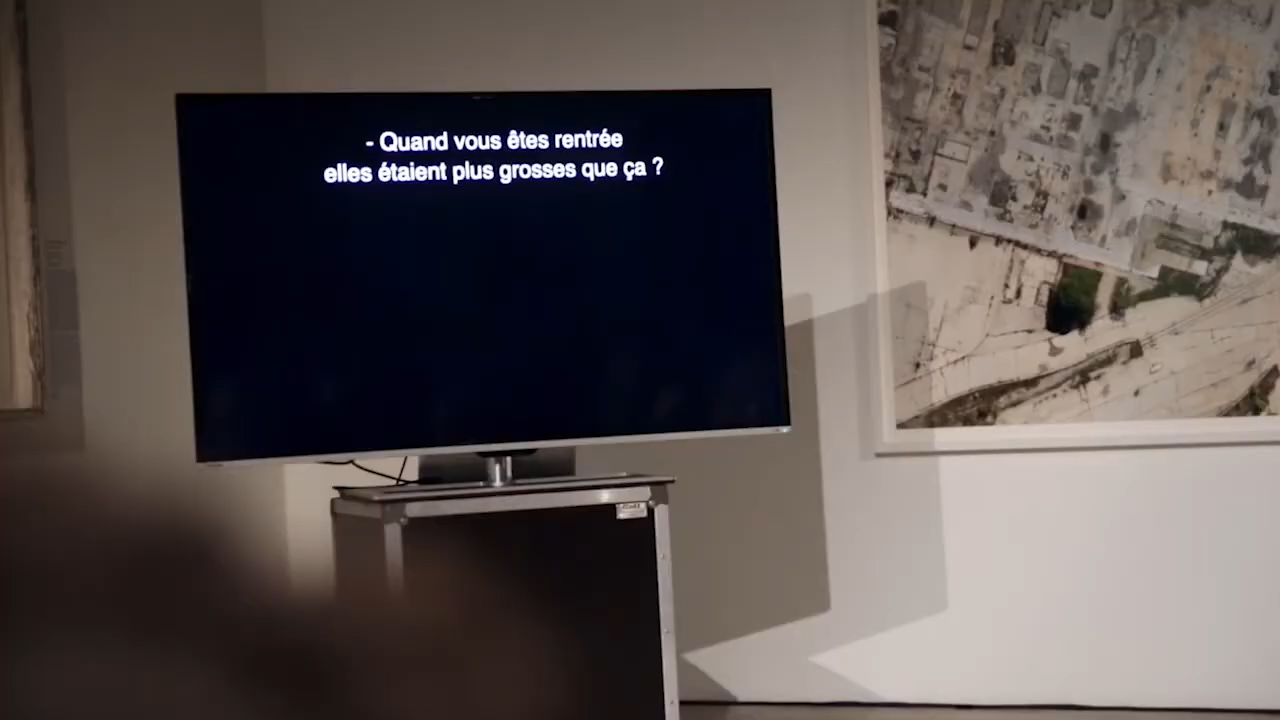 - Quand vous êtes rentrée
elles étaient plus grosses que ça ?